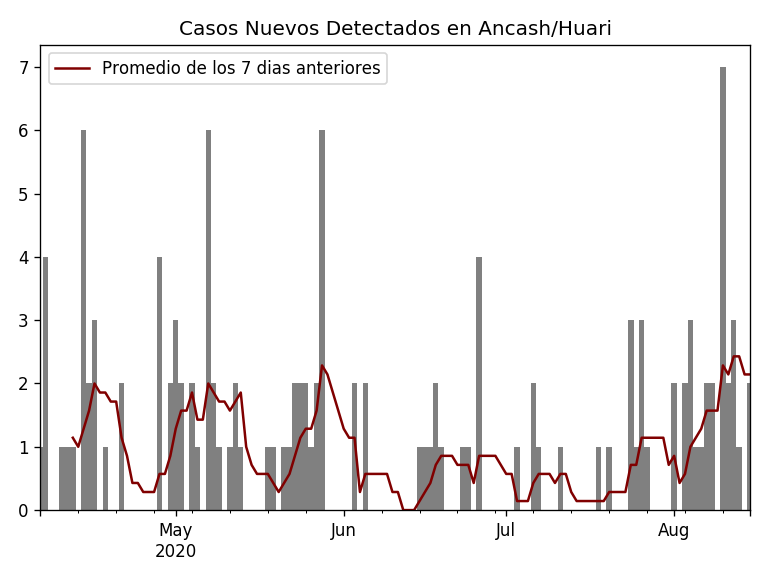 Casos Nuevos Detectados en Ancash/Huari
Promedio de los 7 dias anteriores
7
6
5
4
3
2
1
0
May
2020
Jun
Jul
Aug